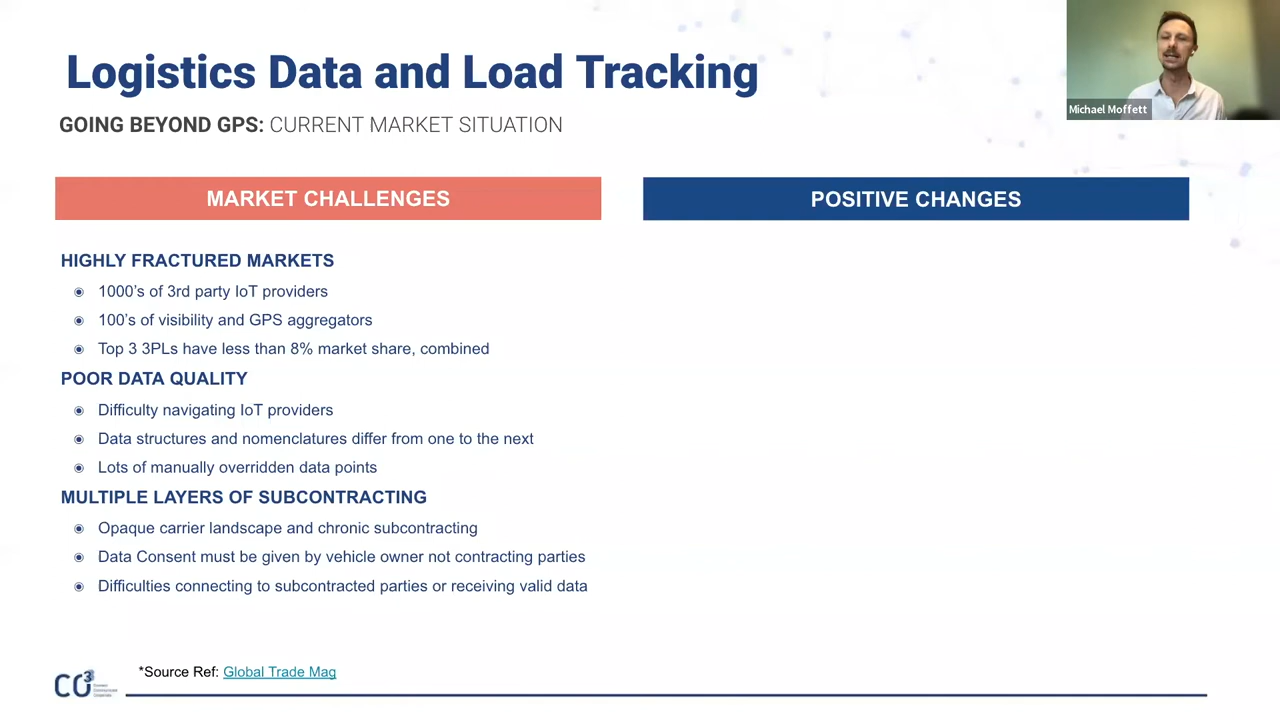 Logistics Data and Load Tracking
GOING BEYOND GPS: CURRENT MARKET SITUATION
Michael Moffett
MARKET CHALLENGES
POSITIVE CHANGES
HIGHLY FRACTURED MARKETS
1000’s of 3rd party IoT providers
100’s of visibility and GPS aggregators
Top 3 3PLs have less than 8% market share, combined
POOR DATA QUALITY
Difficulty navigating IoT providers
Data structures and nomenclatures differ from one to the next
Lots of manually overridden data points
MULTIPLE LAYERS OF SUBCONTRACTING
Opaque carrier landscape and chronic subcontracting
Data Consent must be given by vehicle owner not contracting parties
Difficulties connecting to subcontracted parties or receiving valid data
CO3
*Source Ref: Global Trade Mag